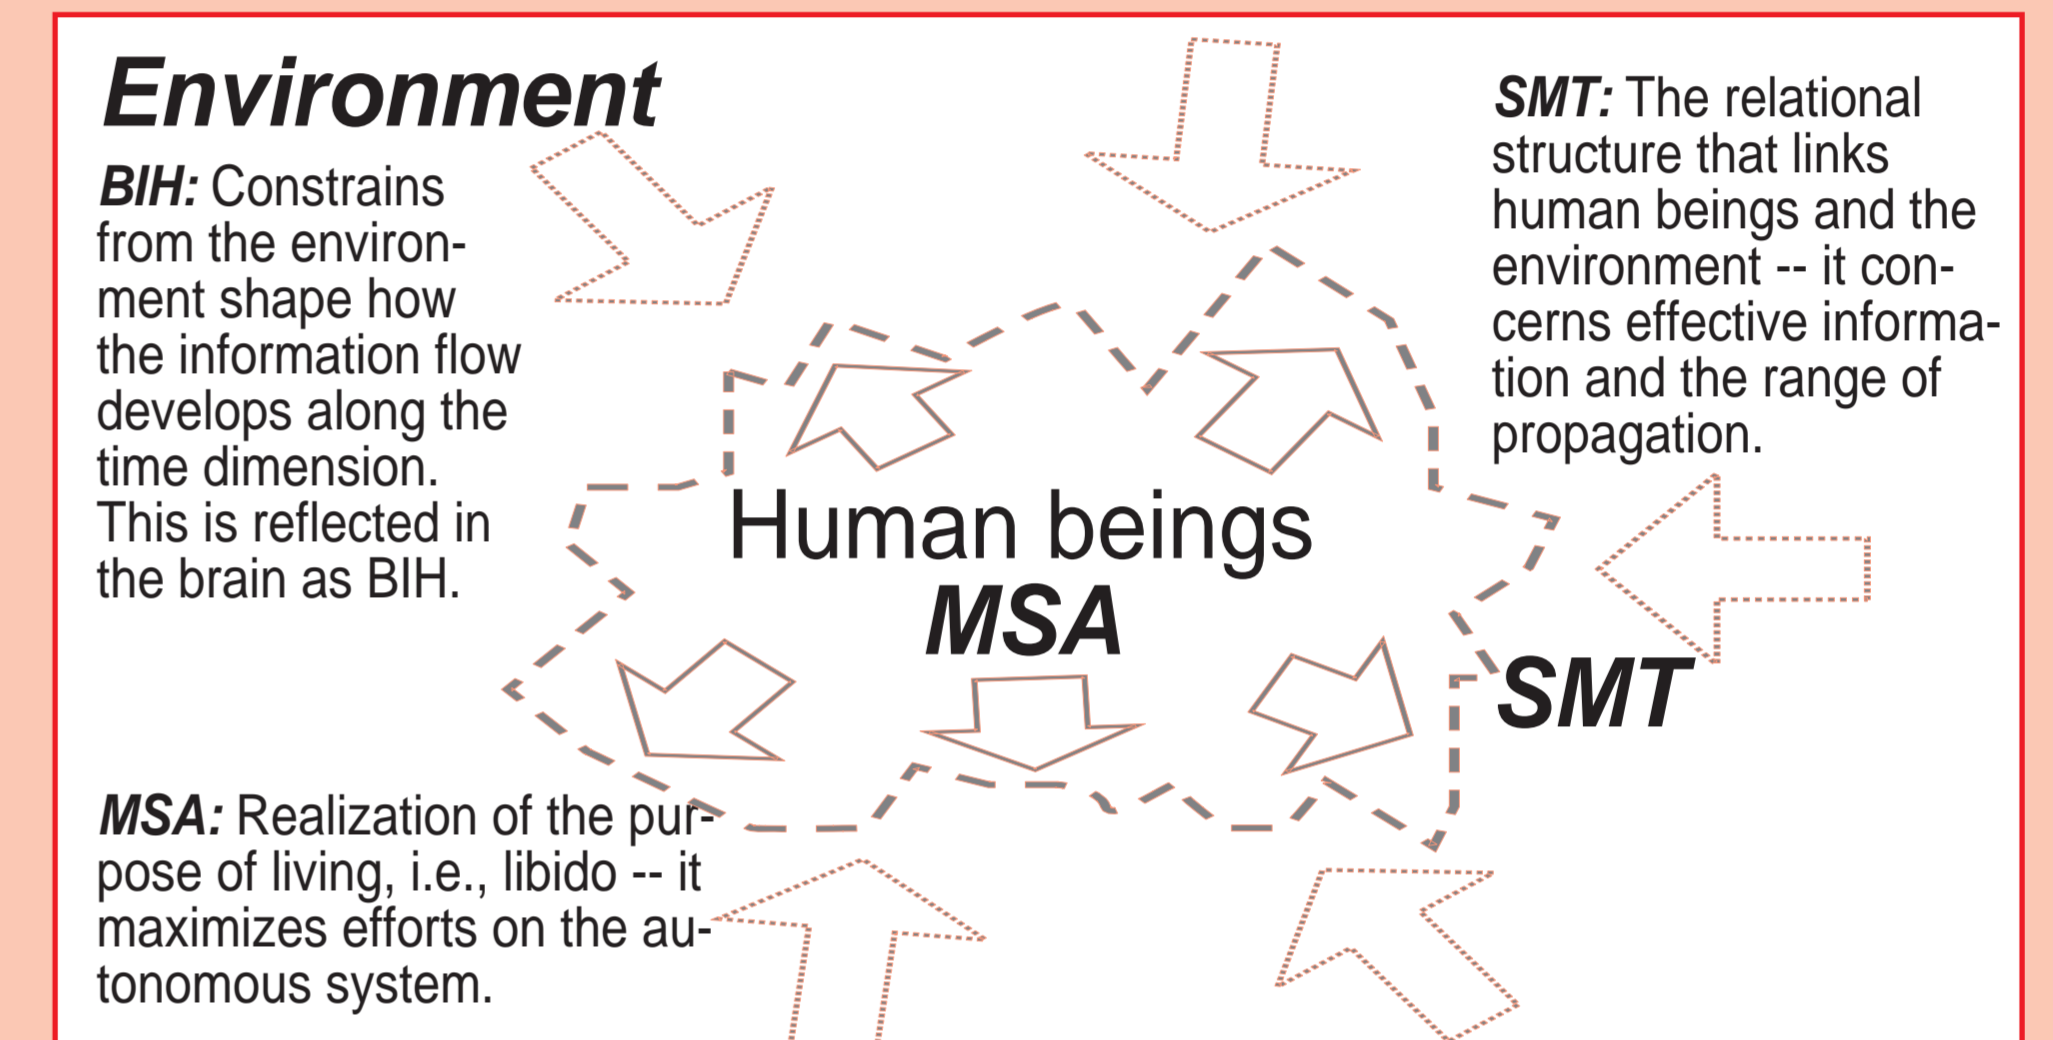 Environment
BIH: Constrains
from the environ-
ment shape how
the information flow
develops along the
time dimension.
This is reflected in
the brain as BIH.
SMT: The relational
structure that links
human beings and the
environment -- it con-
cerns effective informa-
tion and the range of
propagation.
Human beings
MSA
SMT
MSA: Realization of the pur-
pose of living, i.e., libido -- it
maximizes efforts on the au-
tonomous system.